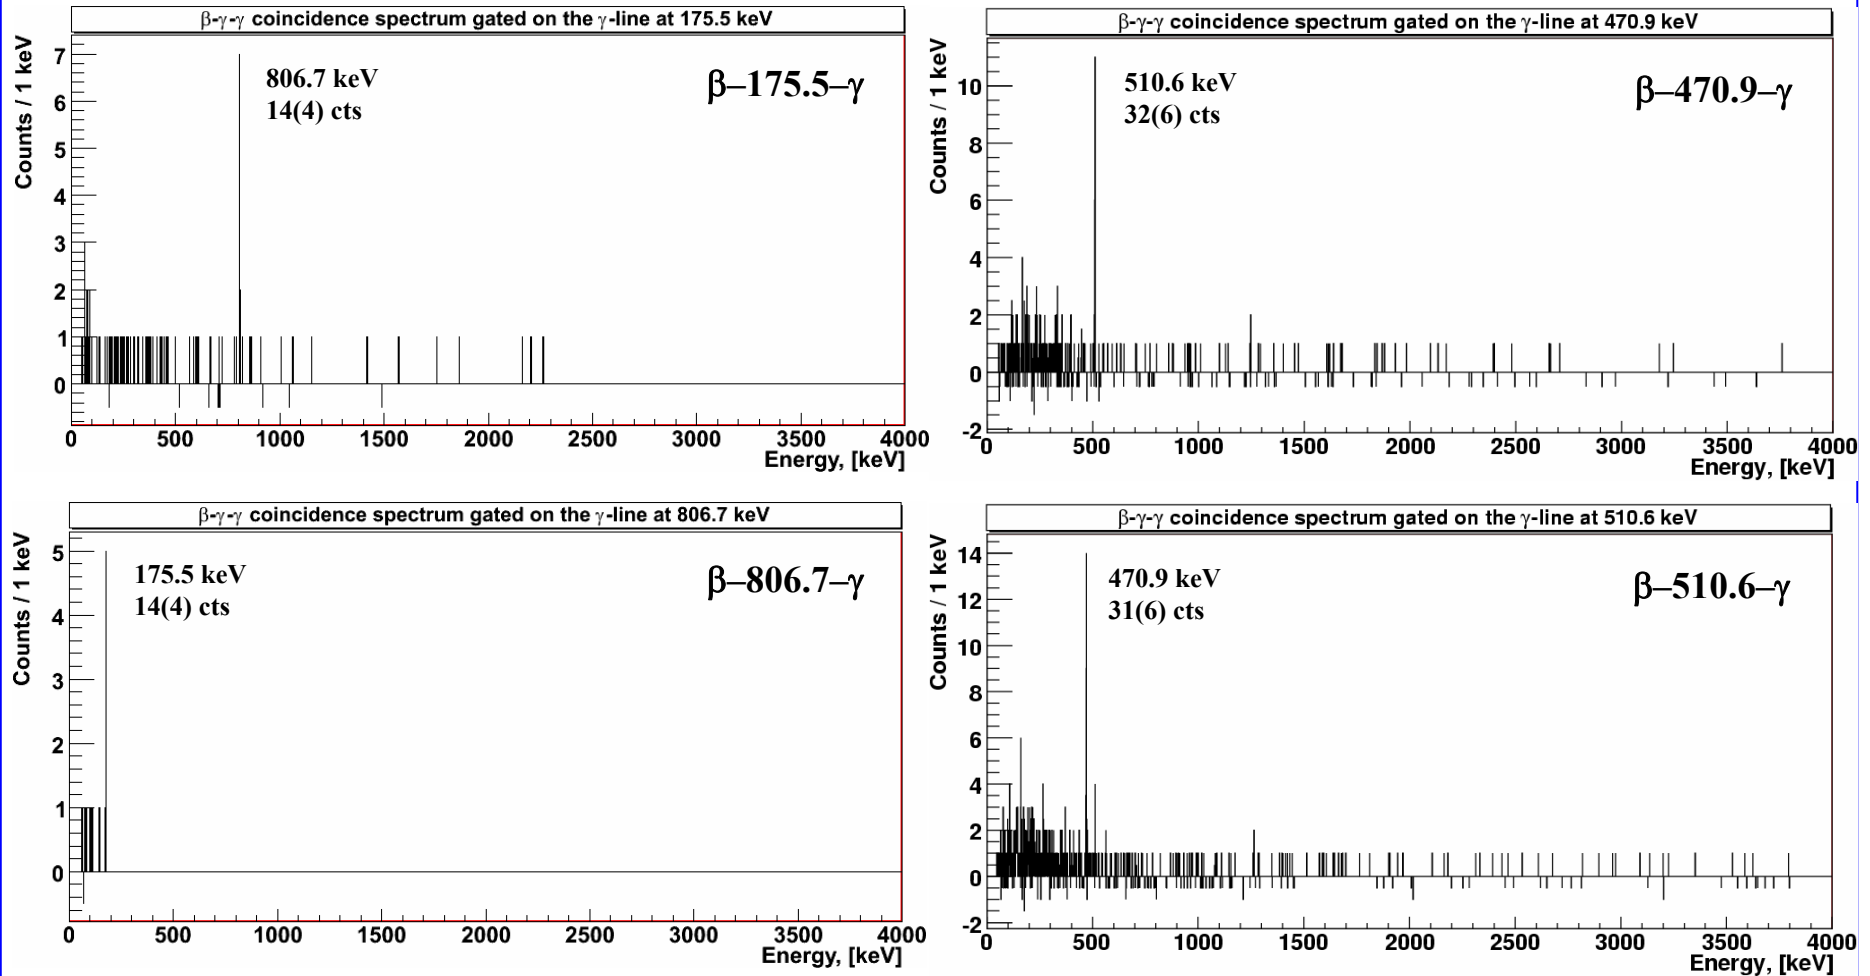 β-γ-γ coincidence spectrum gated on the γ-line at 175.5 keV
Counts / 1 keV
7
6
5
4
3
2
1
0
806.7 keV
14(4) cts
β–175.5–γ
0 500 1000 1500 2000 2500 3000 3500 4000
Energy, [keV]
β-γ-γ coincidence spectrum gated on the γ-line at 470.9 keV
Counts / 1 keV
10
8
6
4
2
0
-2
510.6 keV
32(6) cts
β–470.9–γ
0 500 1000 1500 2000 2500 3000 3500 4000
Energy, [keV]
β-γ-γ coincidence spectrum gated on the γ-line at 806.7 keV
Counts / 1 keV
5
4
3
2
1
0
175.5 keV
14(4) cts
β–806.7–γ
0 500 1000 1500 2000 2500 3000 3500 4000
Energy, [keV]
β-γ-γ coincidence spectrum gated on the γ-line at 510.6 keV
Counts / 1 keV
14
12
10
8
6
4
2
0
-2
470.9 keV
31(6) cts
β–510.6–γ
0 500 1000 1500 2000 2500 3000 3500 4000
Energy, [keV]